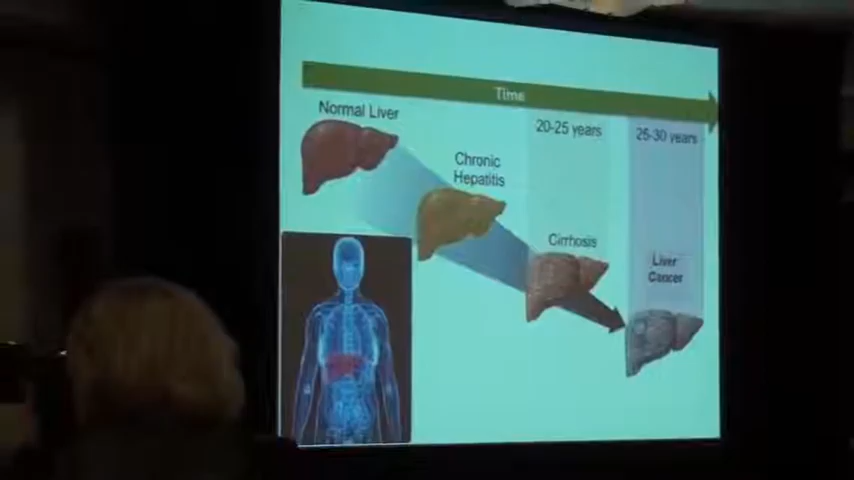 Time
Normal Liver
20-25 years
25-30 years
Chronic
Hepatitis
Cirrhosis
Liver
Cancer